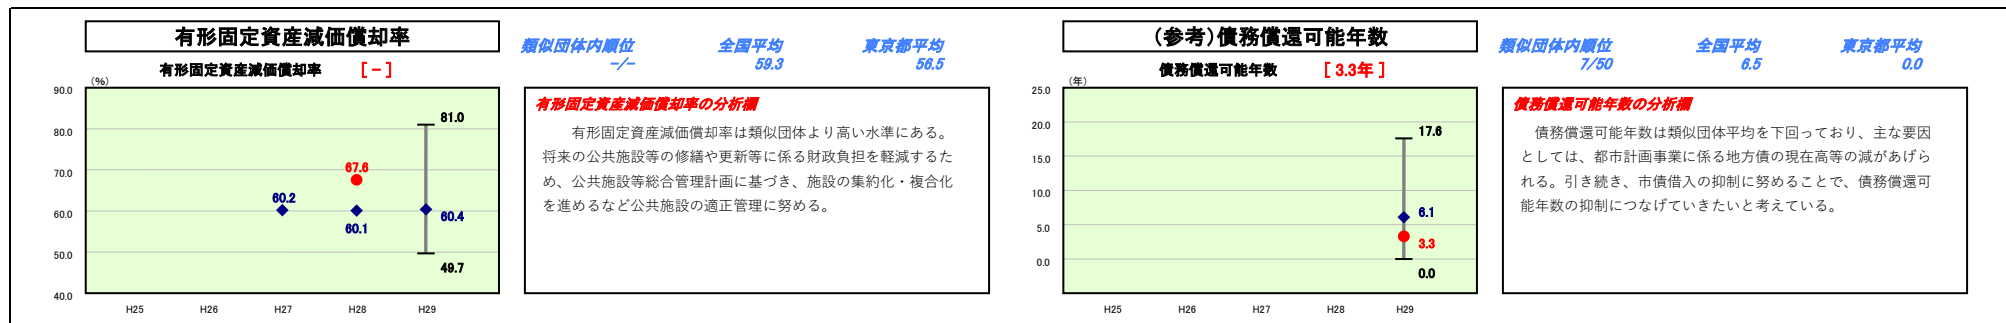 有形固定資産減価償却率
類似団体内順位 全国平均 東京都平均
-/- 59.3 56.5
有形固定資産減価償却率 [ - ]
(%)
90.0
80.0
70.0
60.0
50.0
40.0
81.0
67.6
60.2
60.1
60.4
49.7
H25 H26 H27 H28 H29
有形固定資産減価償却率の分析欄
有形固定資産減価償却率は類似団体より高い水準にある。
将来の公共施設等の修繕や更新等に係る財政負担を軽減するた
め、公共施設等総合管理計画に基づき、施設の集約化・複合化
を進めるなど公共施設の適正管理に努める。
(参考)債務償還可能年数
類似団体内順位 全国平均 東京都平均
7/50 6.5 0.0
債務償還可能年数 [ 3.3年 ]
(年)
25.0
20.0
15.0
10.0
5.0
0.0
17.6
6.1
3.3
0.0
H25 H26 H27 H28 H29
債務償還可能年数の分析欄
債務償還可能年数は類似団体平均を下回っており、主な要因
としては、都市計画事業に係る地方債の現在高等の減があげら
れる。引き続き、市債借入の抑制に努めることで、債務償還可
能年数の抑制につなげていきたいと考えている。